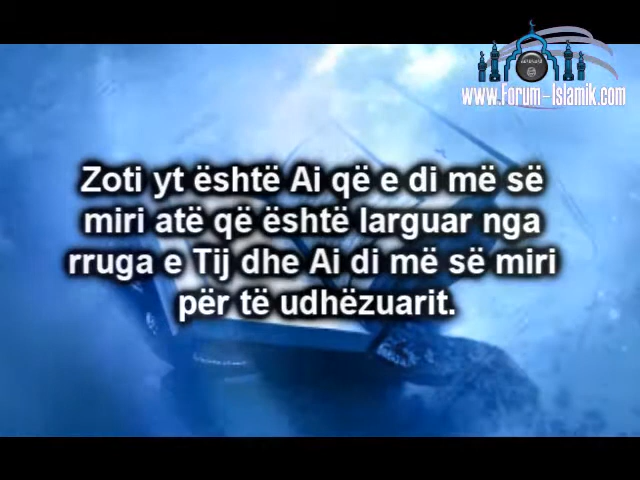 www.Forum-Islamik.com
Zoti yt është Ai që e di më së
miri atë që është larguar nga
rruga e Tij dhe Ai di më së miri
për të udhëzuarit.